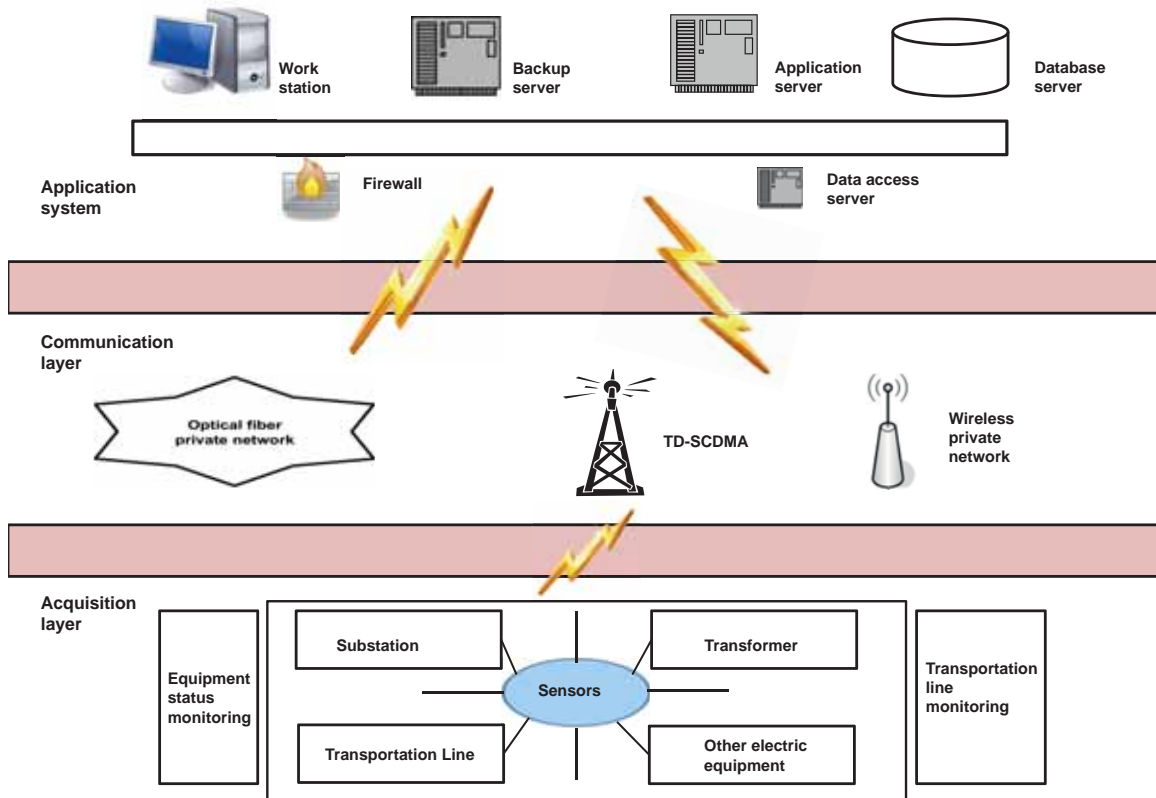 Work
station
Backup
server
Application
server
Database
server
Application
system
Firewall
Data access
server
Communication
layer
Optical fiber
private network
TD-SCDMA
Wireless
private
network
Acquisition
layer
Equipment
status
monitoring
Substation
Transformer
Sensors
Transportation Line
Other electric
equipment
Transportation
line
monitoring